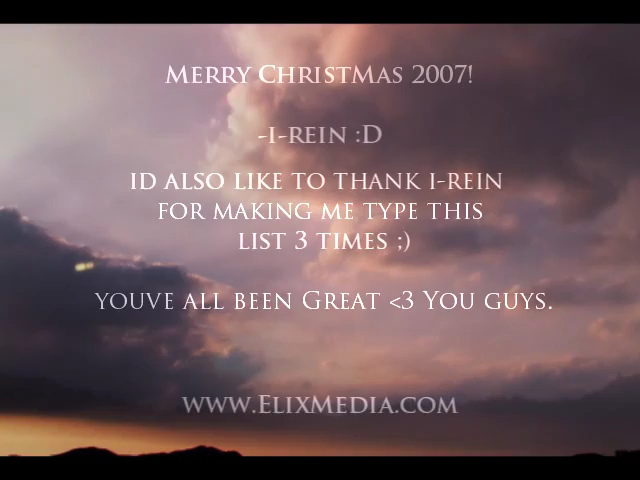 Merry Christmas 2007!
-i-rein :D
id also like to thank i-rein
for making me type this
list 3 times ;)
youve all been Great <3 You guys.
www.ElixMedia.com